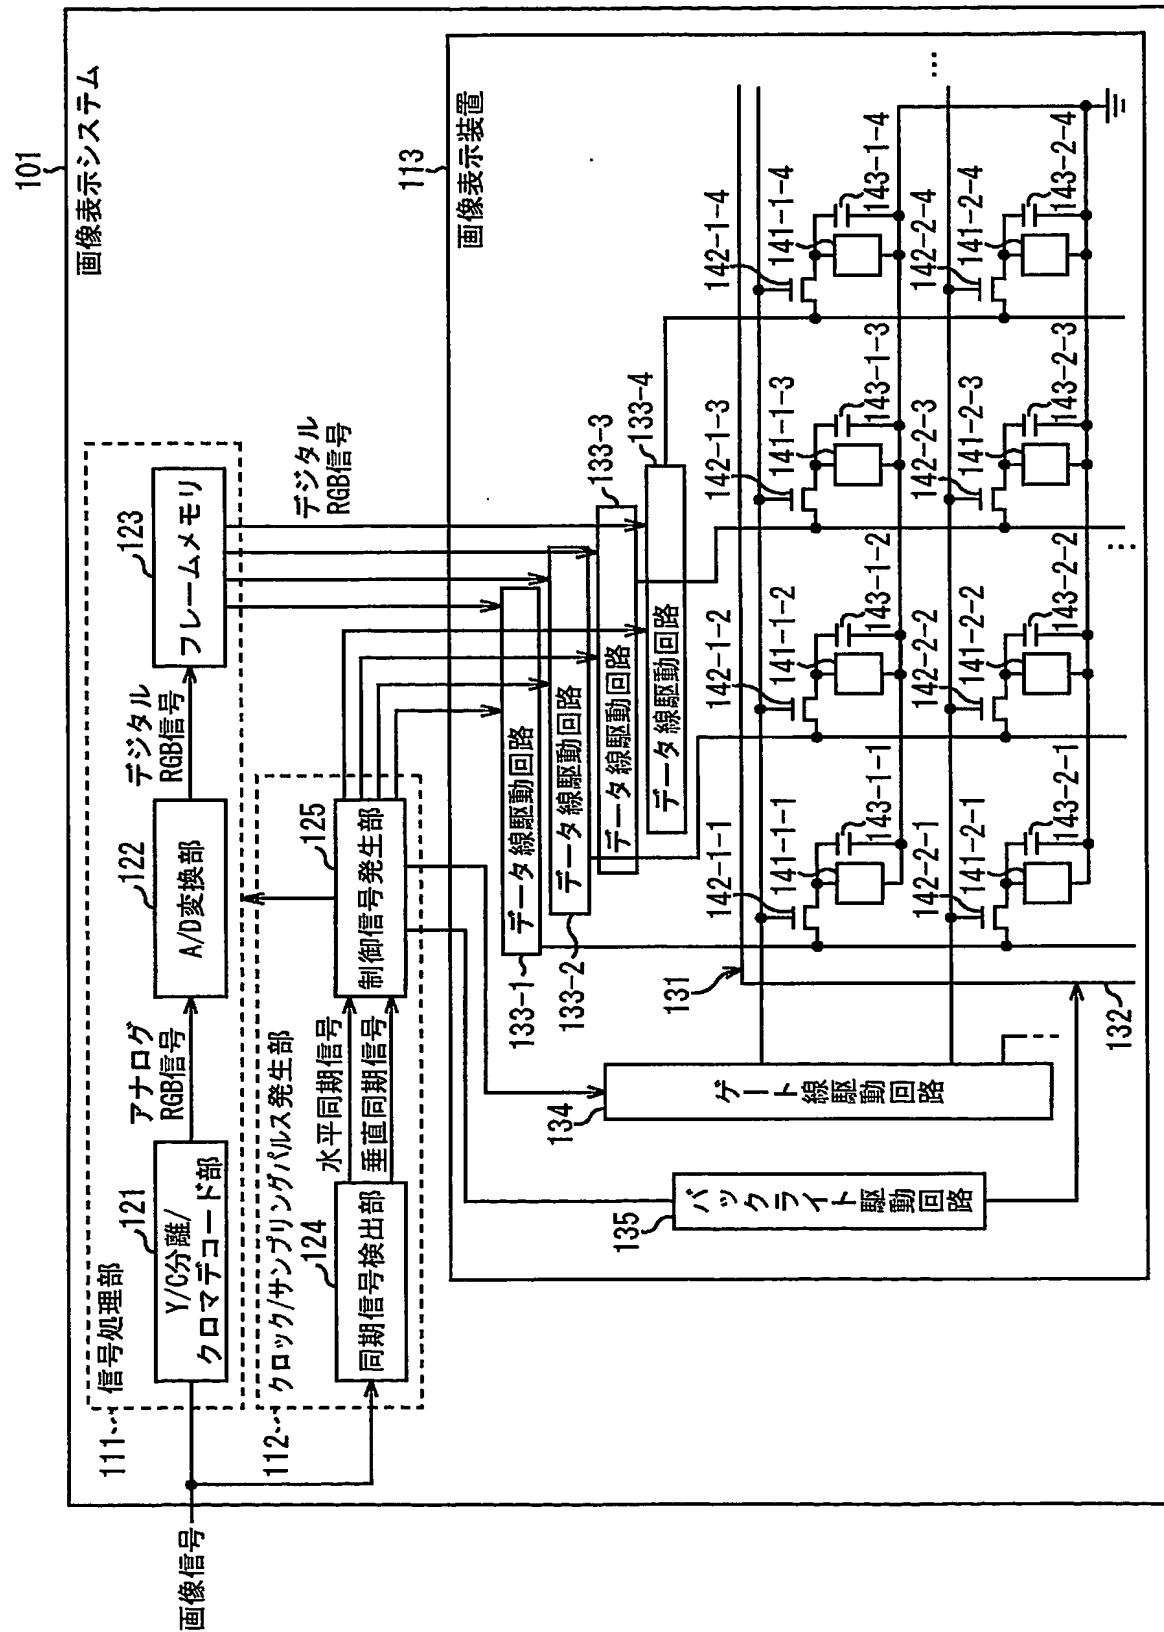 101
画像表示システム
画像信号
111
信号処理部
121
Y/C分離/
クロマデコード部
アナログ
RGB信号
122
A/D変換部
デジタル
RGB信号
123
フレームメモリ
デジタル
RGB信号
112
クロック/サンプリングパルス発生部
124
同期信号検出部
水平同期信号
垂直同期信号
125
制御信号発生部
113
画像表示装置
133-1
データ線駆動回路
133-2
データ線駆動回路
133-3
データ線駆動回路
133-4
データ線駆動回路
134
ゲート線駆動回路
135
バックライト駆動回路
131
132
142-1-1
141-1-1
143-1-1
142-1-2
141-1-2
143-1-2
142-1-3
141-1-3
143-1-3
142-1-4
141-1-4
143-1-4
142-2-1
141-2-1
143-2-1
142-2-2
141-2-2
143-2-2
142-2-3
141-2-3
143-2-3
142-2-4
141-2-4
143-2-4
…
…